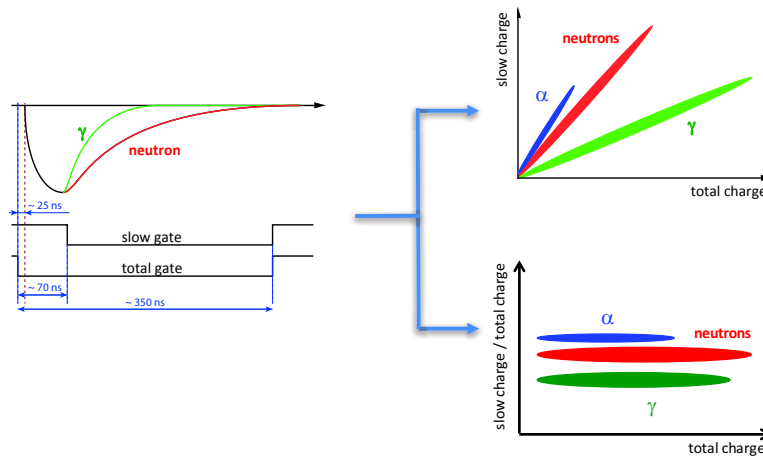 γ
neutron
~ 25 ns
slow gate
total gate
~ 70 ns
~ 350 ns
slow charge
neutrons
α
γ
total charge
slow charge / total charge
α
neutrons
γ
total charge